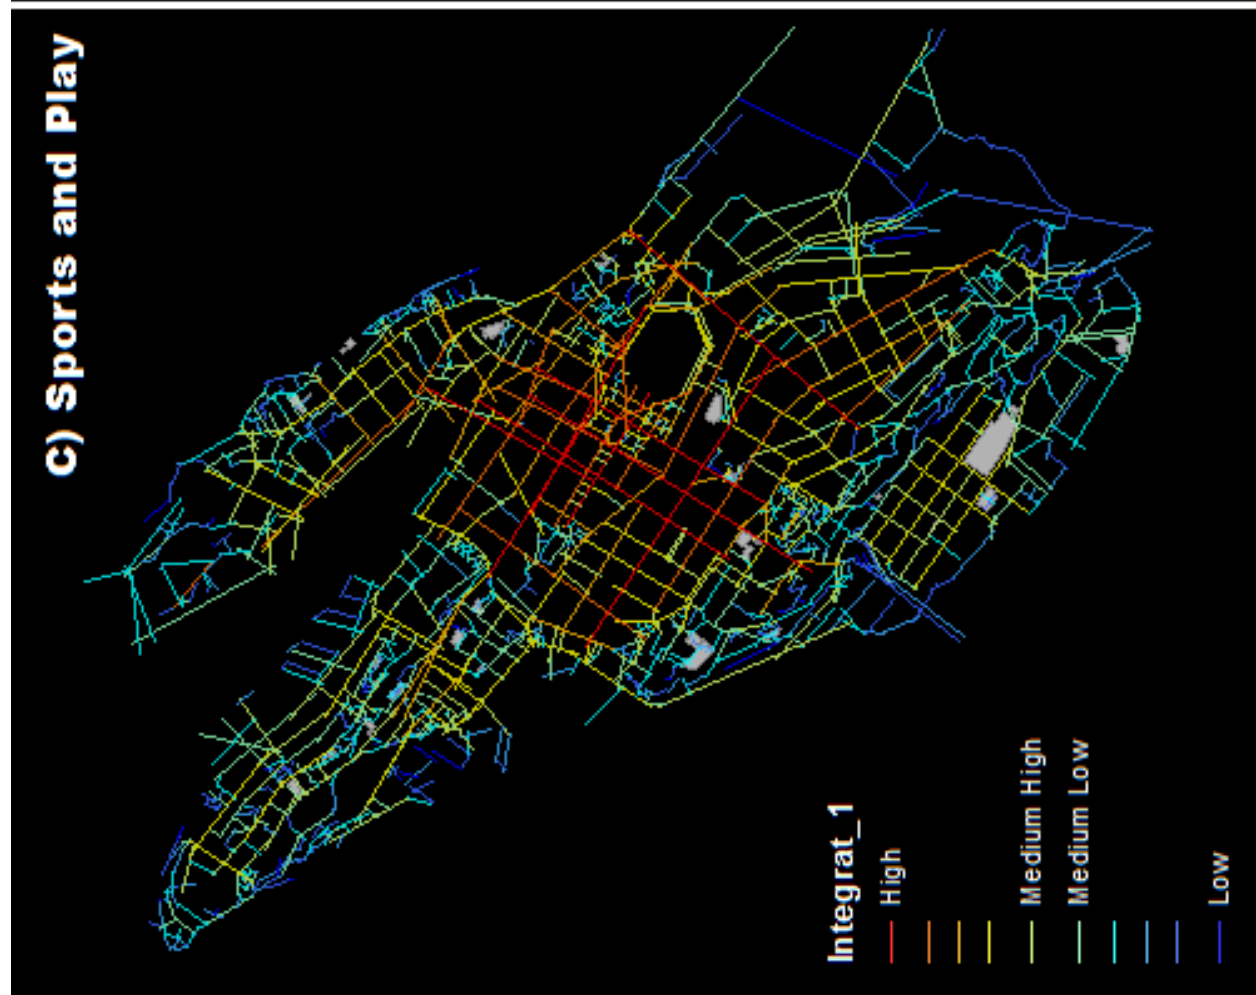 C) Sports and Play
Integrat_1
High
Medium High
Medium Low
Low